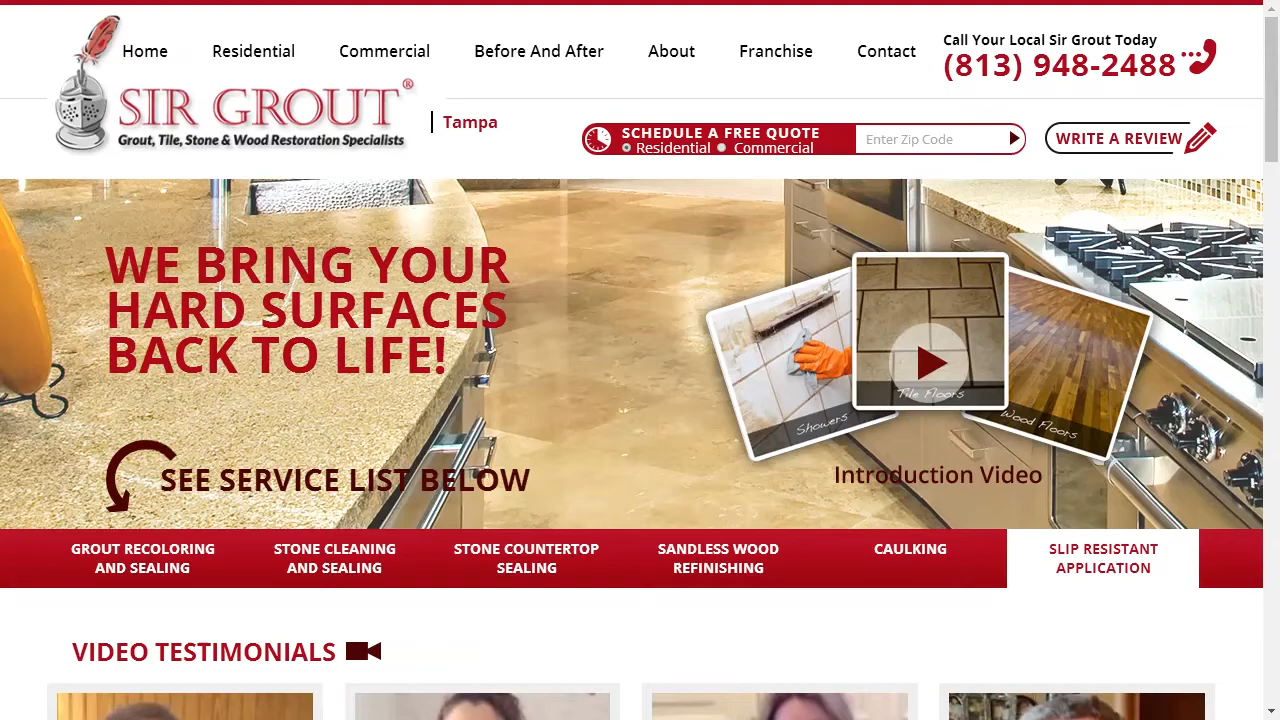 Home
Residential
Commercial
Before And After
About
Franchise
Contact
Call Your Local Sir Grout Today
(813) 948-2488
SIR GROUT®
Grout, Tile, Stone & Wood Restoration Specialists
Tampa
SCHEDULE A FREE QUOTE
Residential Commercial
Enter Zip Code
WRITE A REVIEW
WE BRING YOUR
HARD SURFACES
BACK TO LIFE!
Showers
Tile Floors
Wood Floors
SEE SERVICE LIST BELOW
Introduction Video
GROUT RECOLORING
AND SEALING
STONE CLEANING
AND SEALING
STONE COUNTERTOP
SEALING
SANDLESS WOOD
REFINISHING
CAULKING
SLIP RESISTANT
APPLICATION
VIDEO TESTIMONIALS